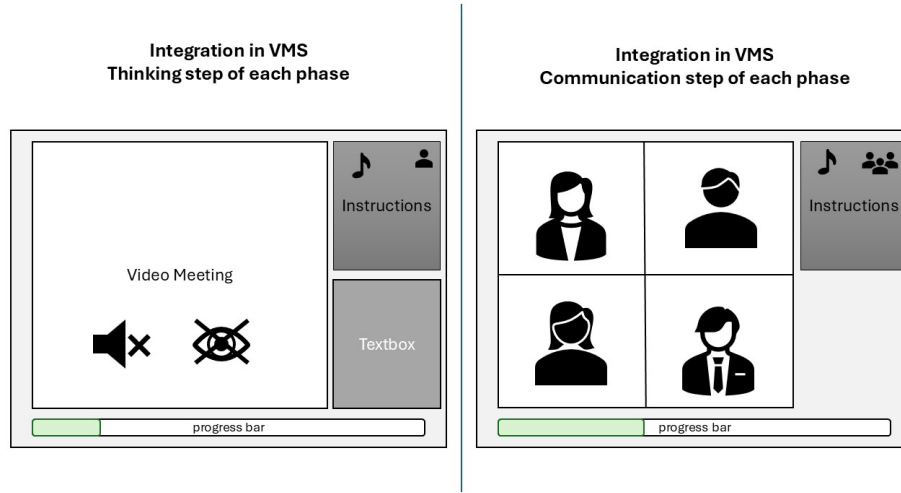 Integration in VMS
Thinking step of each phase
Instructions
Video Meeting
Textbox
progress bar
Integration in VMS
Communication step of each phase
Instructions
progress bar